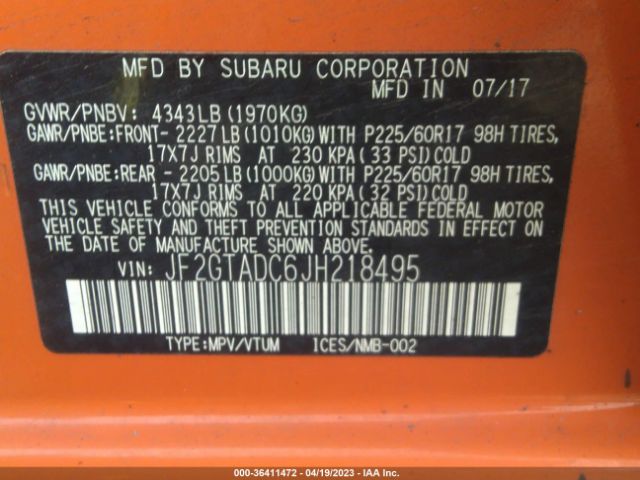 MFD BY SUBARU CORPORATION
MFD IN 07/17
GVWR/PNBV: 4343LB (1970KG)
GAWR/PNBE:FRONT- 2227LB (1010KG) WITH P225/60R17 98H TIRES,
17X7J RIMS AT 230 KPA (33 PSI) COLD
GAWR/PNBE:REAR - 2205LB (1000KG) WITH P225/60R17 98H TIRES,
17X7J RIMS AT 220 KPA (32 PSI) COLD
THIS VEHICLE CONFORMS TO ALL APPLICABLE FEDERAL MOTOR
VEHICLE SAFETY AND THEFT PREVENTION STANDARDS IN EFFECT
ON THE DATE OF MANUFACTURE SHOWN ABOVE.
VIN: JF2GTADC6JH218495
TYPE:MPV/VTUM ICES/NMB-002
000-36411472 - 04/19/2023 - IAA Inc.